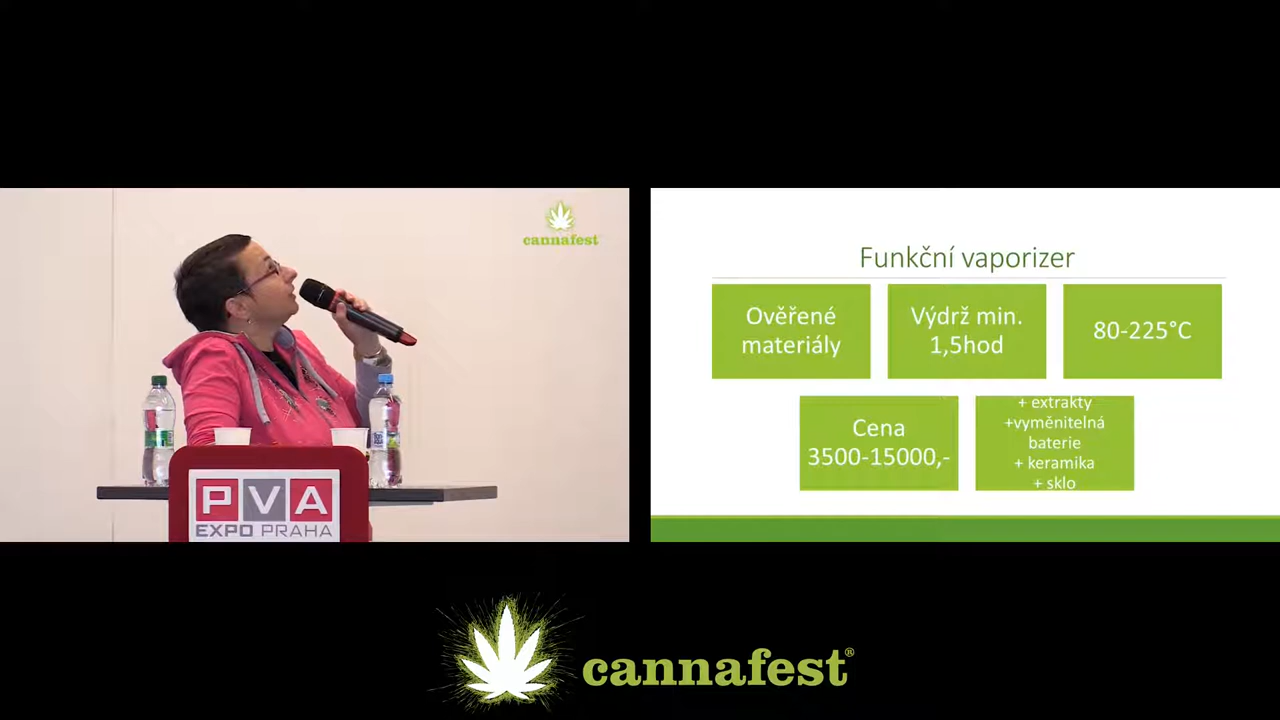 cannafest
PVA
EXPO PRAHA
Funkční vaporizer
Ověřené
materiály
Výdrž min.
1,5hod
80-225°C
Cena
3500-15000,-
+ extrakty
+vyměnitelná
baterie
+ keramika
+ sklo
cannafest®